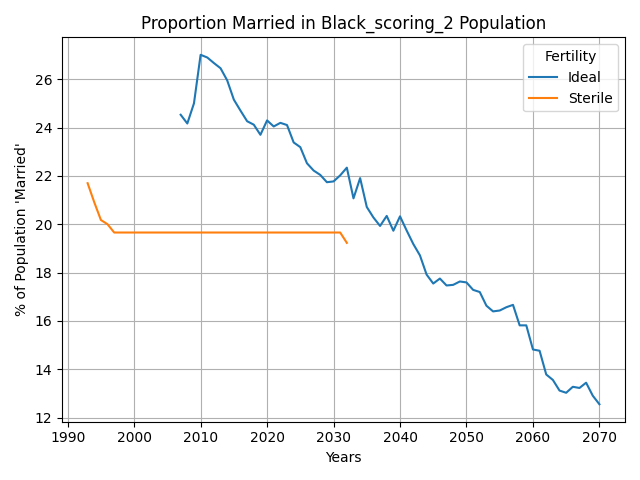 Proportion Married in Black_scoring_2 Population
Fertility
Ideal
Sterile
% of Population 'Married'
26
24
22
20
18
16
14
12
1990 2000 2010 2020 2030 2040 2050 2060 2070
Years